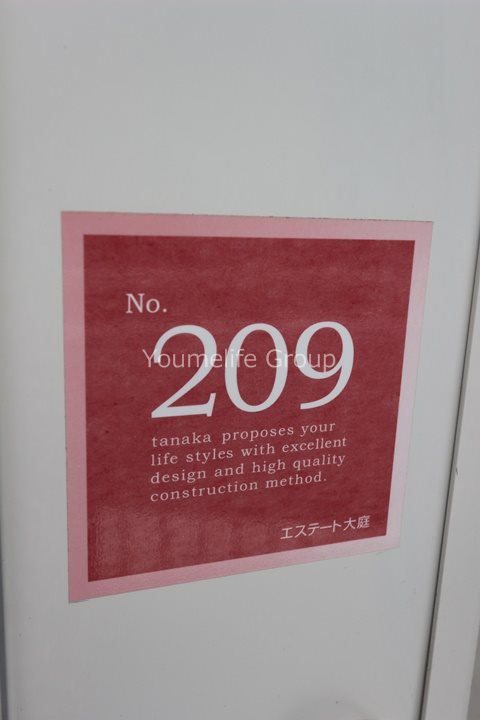 No.
209
Youmelife Group
tanaka proposes your
life styles with excellent
design and high quality
construction method.
エステート大庭